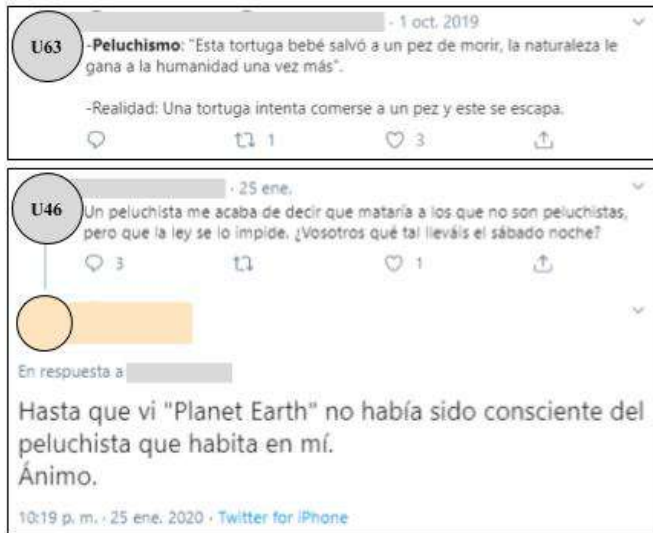 U63
· 1 oct. 2019
-Peluchismo: "Esta tortuga bebé salvó a un pez de morir, la naturaleza le
gana a la humanidad una vez más".
-Realidad: Una tortuga intenta comerse a un pez y este se escapa.
1 3
U46
· 25 ene.
Un peluchista me acaba de decir que mataría a los que no son peluchistas,
pero que la ley se lo impide. ¿Vosotros qué tal lleváis el sábado noche?
3 1
En respuesta a
Hasta que vi "Planet Earth" no había sido consciente del
peluchista que habita en mí.
Ánimo.
10:19 p. m. · 25 ene. 2020 · Twitter for iPhone